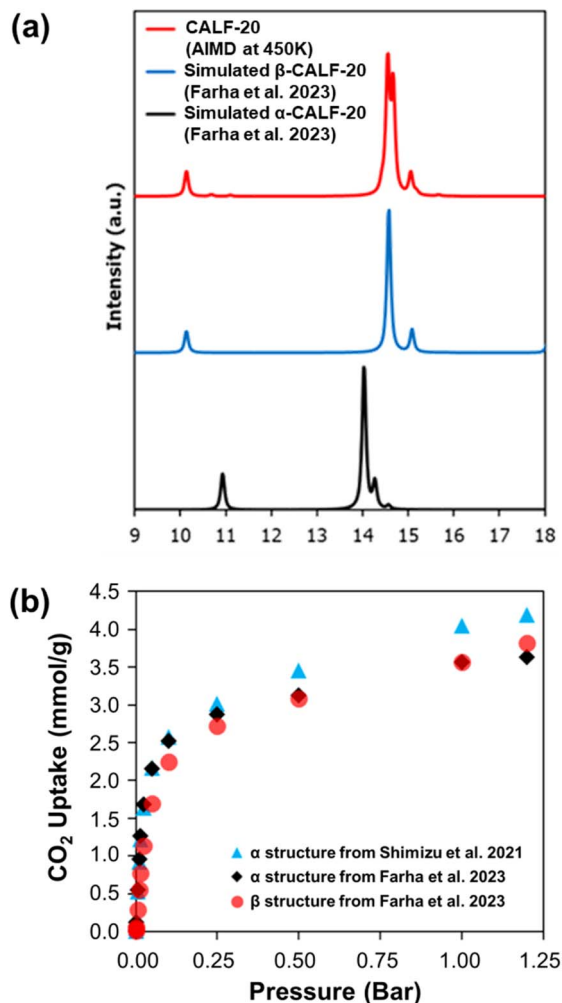 (a)
CALF-20
(AIMD at 450K)
Simulated β-CALF-20
(Farha et al. 2023)
Simulated α-CALF-20
(Farha et al. 2023)
Intensity (a.u.)
9 10 11 12 13 14 15 16 17 18
(b)
4.5
4.0
3.5
3.0
2.5
2.0
1.5
1.0
0.5
0.0
CO2 Uptake (mmol/g)
α structure from Shimizu et al. 2021
α structure from Farha et al. 2023
β structure from Farha et al. 2023
0.00 0.25 0.50 0.75 1.00 1.25
Pressure (Bar)